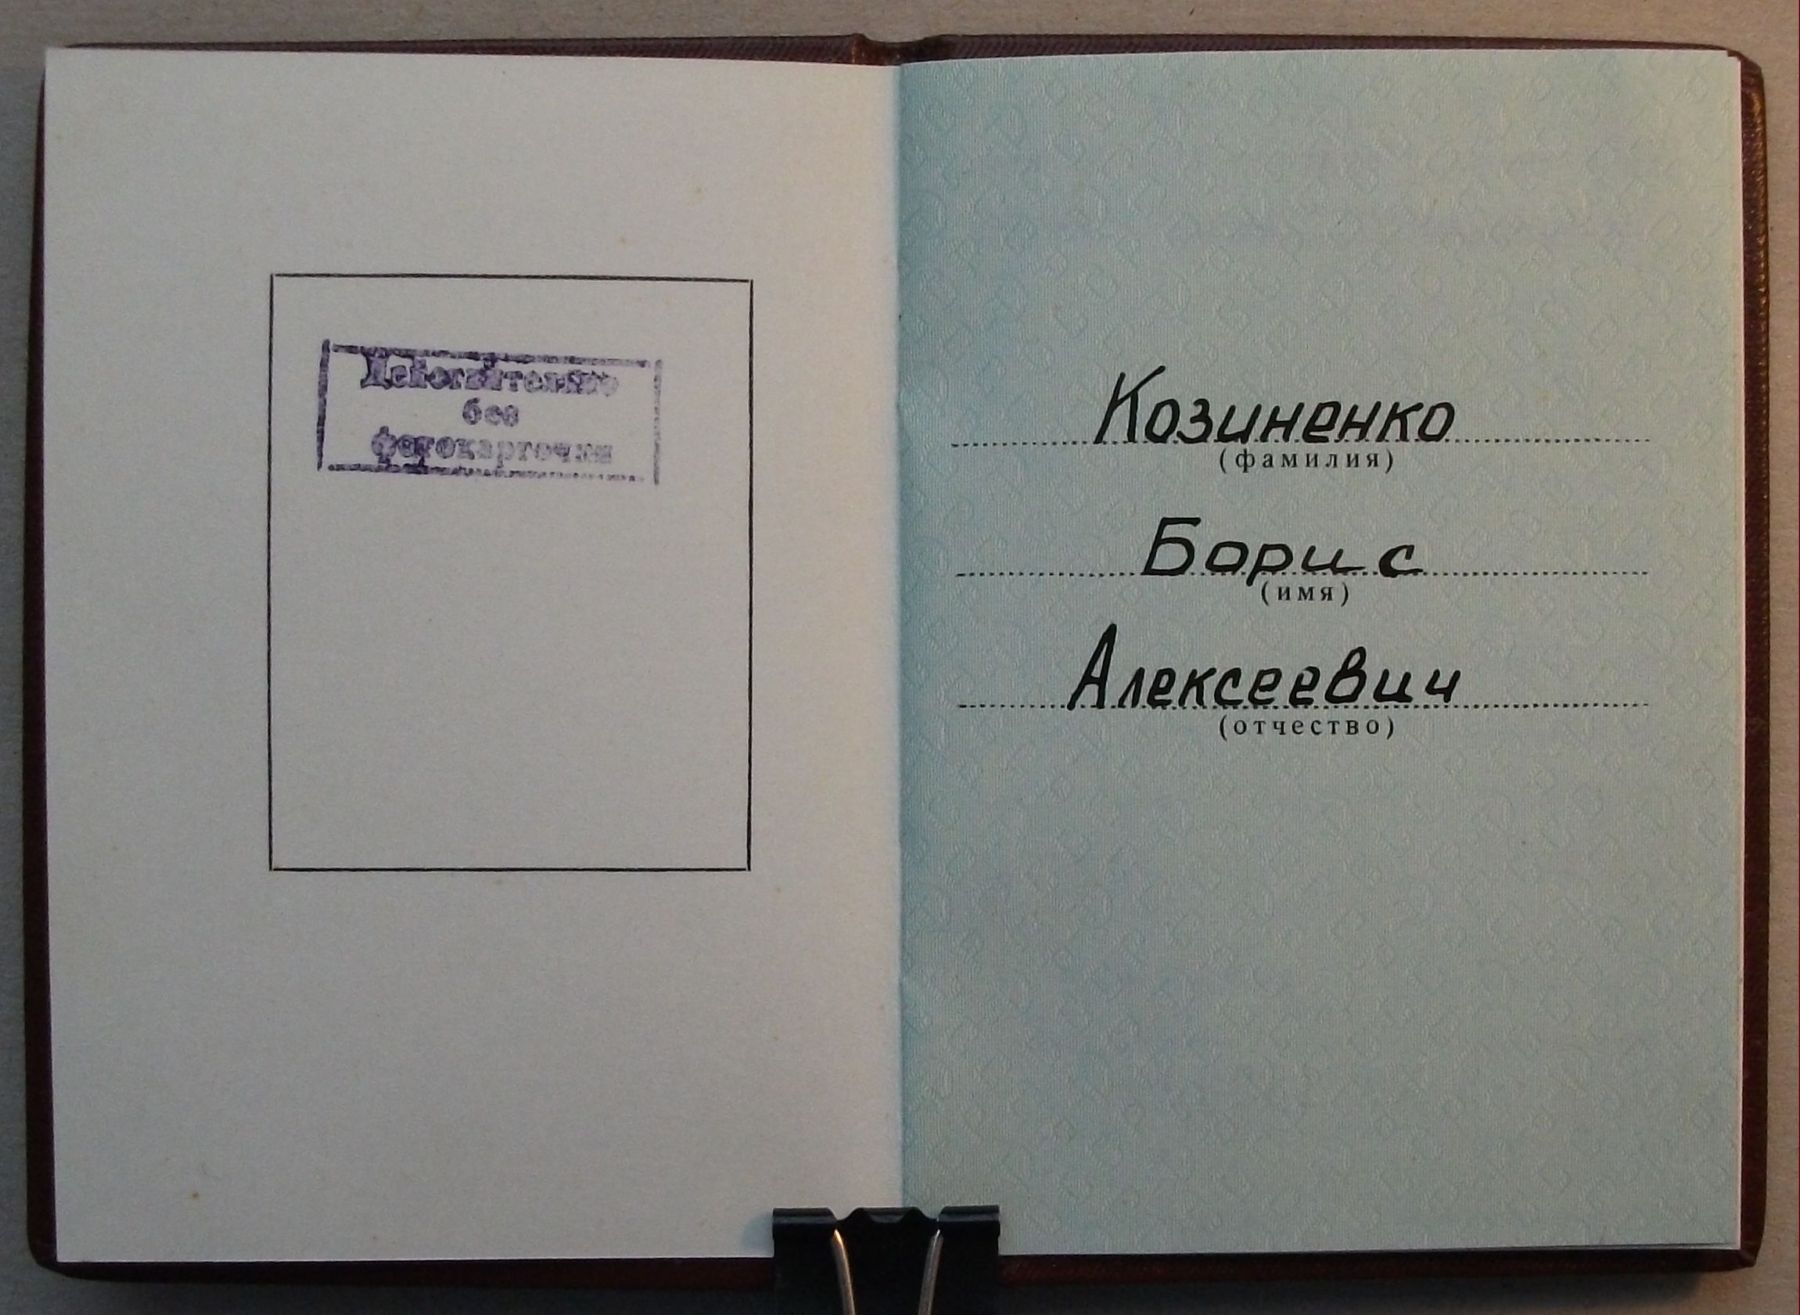 Действительно
без
фотокарточки
Козиненко
(фамилия)
Борис
(имя)
Алексеевич
(отчество)